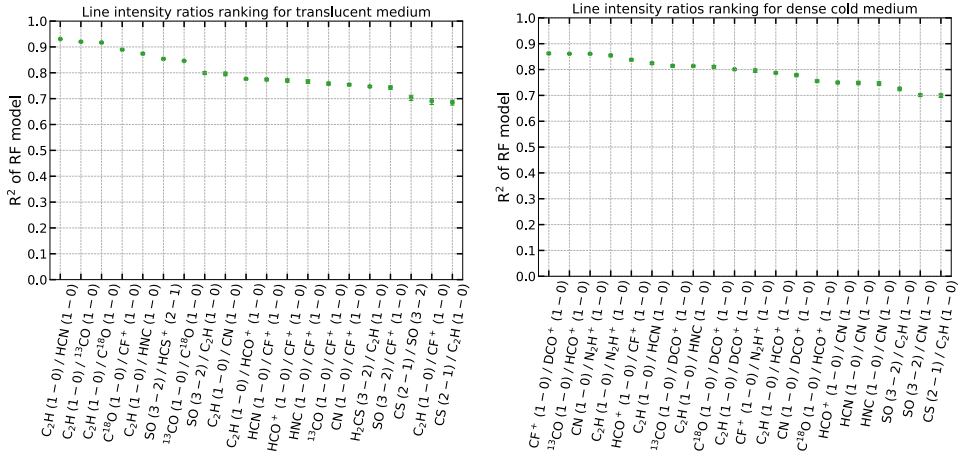 Line intensity ratios ranking for translucent medium
R² of RF model
1.0
0.9
0.8
0.7
0.6
0.5
0.4
0.3
0.2
0.1
0.0
C₂H (1−0) / HCN (1−0)
C₂H (1−0) / ¹³CO (1−0)
C₂H (1−0) / C¹⁸O (1−0)
C¹⁸O (1−0) / CF⁺ (1−0)
C₂H (1−0) / HNC (1−0)
SO (3−2) / HCS⁺ (2−1)
¹³CO (1−0) / C¹⁸O (1−0)
SO (3−2) / C₂H (1−0)
C₂H (1−0) / CN (1−0)
C₂H (1−0) / HCO⁺ (1−0)
HCN (1−0) / CF⁺ (1−0)
HCO⁺ (1−0) / CF⁺ (1−0)
HNC (1−0) / CF⁺ (1−0)
¹³CO (1−0) / CF⁺ (1−0)
CN (1−0) / CF⁺ (1−0)
H₂CS (3−2) / C₂H (1−0)
SO (3−2) / CF⁺ (1−0)
CS (2−1) / SO (3−2)
C₂H (1−0) / CF⁺ (1−0)
CS (2−1) / C₂H (1−0)
Line intensity ratios ranking for dense cold medium
R² of RF model
1.0
0.9
0.8
0.7
0.6
0.5
0.4
0.3
0.2
0.1
0.0
CF⁺ (1−0) / DCO⁺ (1−0)
¹³CO (1−0) / HCO⁺ (1−0)
CN (1−0) / N₂H⁺ (1−0)
C₂H (1−0) / N₂H⁺ (1−0)
HCO⁺ (1−0) / CF⁺ (1−0)
C₂H (1−0) / HCN (1−0)
¹³CO (1−0) / DCO⁺ (1−0)
C₂H (1−0) / HNC (1−0)
C¹⁸O (1−0) / DCO⁺ (1−0)
C₂H (1−0) / DCO⁺ (1−0)
CF⁺ (1−0) / N₂H⁺ (1−0)
C₂H (1−0) / HCO⁺ (1−0)
CN (1−0) / DCO⁺ (1−0)
C¹⁸O (1−0) / HCO⁺ (1−0)
HCO⁺ (1−0) / CN (1−0)
HCN (1−0) / CN (1−0)
HNC (1−0) / CN (1−0)
SO (3−2) / C₂H (1−0)
SO (3−2) / CN (1−0)
CS (2−1) / C₂H (1−0)